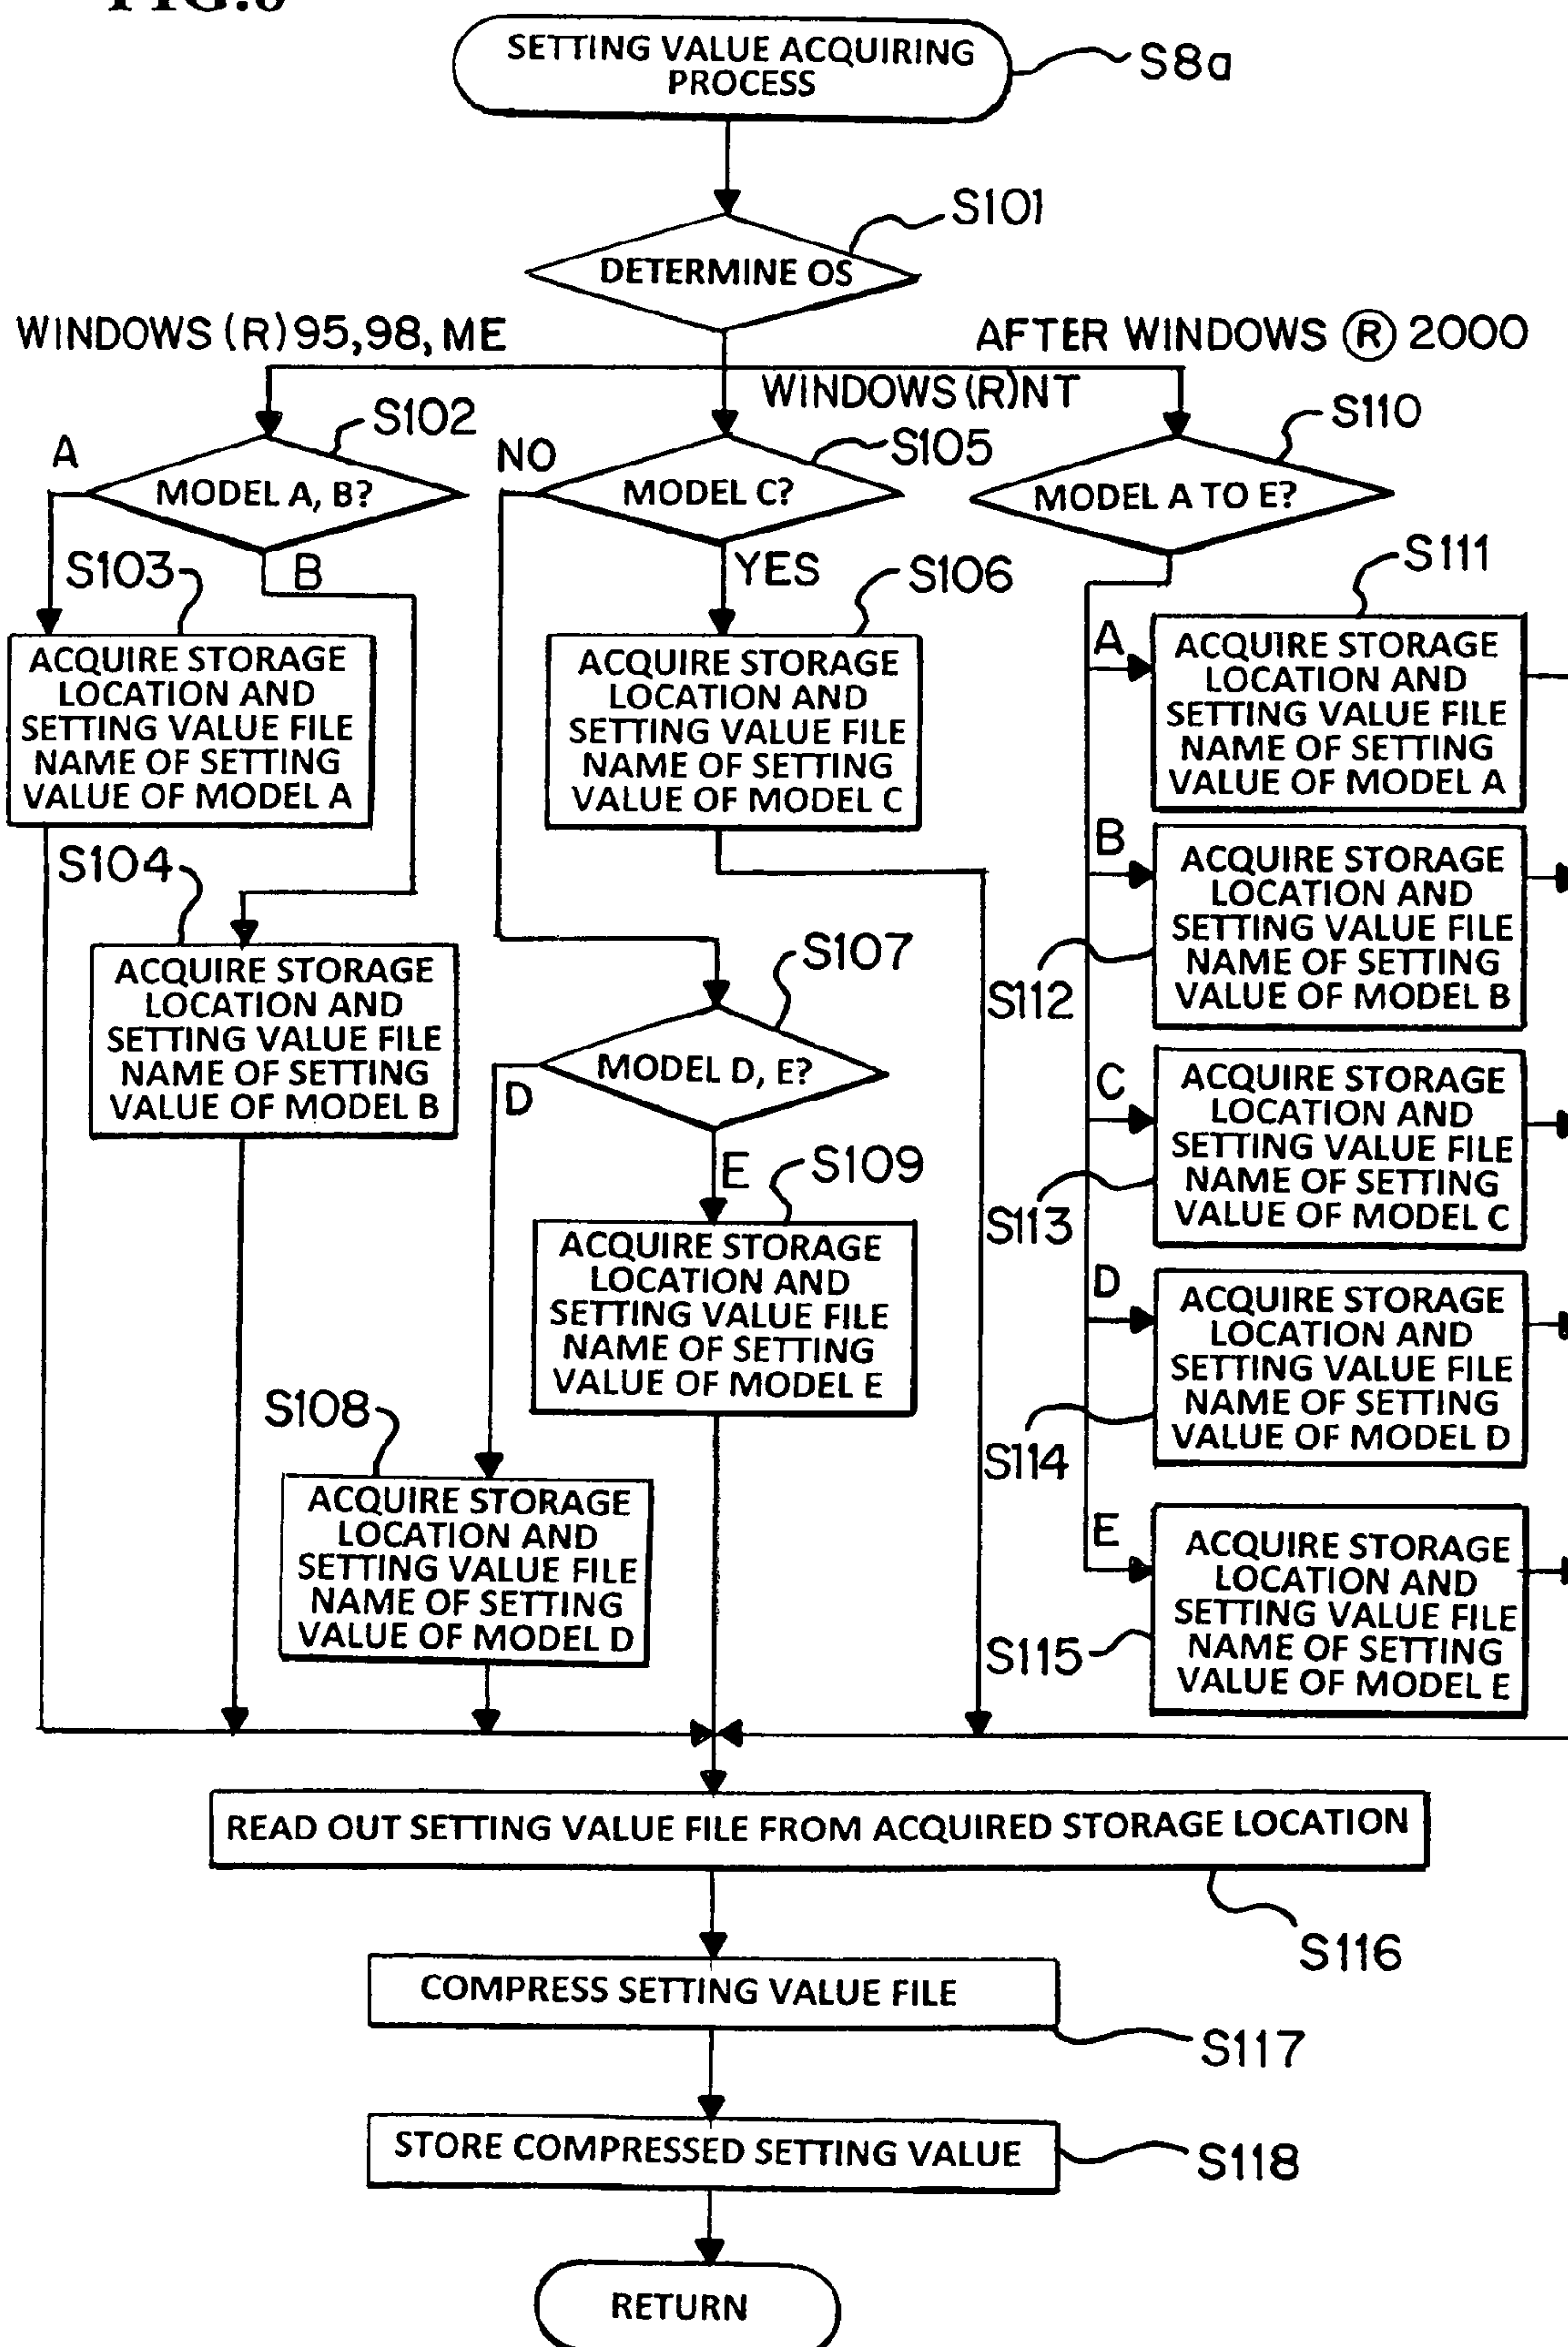 SETTING VALUE ACQUIRING
PROCESS
S8a
S101
DETERMINE OS
WINDOWS (R) 95,98, ME
AFTER WINDOWS Ⓡ 2000
WINDOWS (R)NT
S102
S105
S110
A
NO
MODEL A, B?
MODEL C?
MODEL A TO E?
S103
B
YES
S106
S111
ACQUIRE STORAGE
LOCATION AND
SETTING VALUE FILE
NAME OF SETTING
VALUE OF MODEL A
ACQUIRE STORAGE
LOCATION AND
SETTING VALUE FILE
NAME OF SETTING
VALUE OF MODEL C
A
ACQUIRE STORAGE
LOCATION AND
SETTING VALUE FILE
NAME OF SETTING
VALUE OF MODEL A
S104
ACQUIRE STORAGE
LOCATION AND
SETTING VALUE FILE
NAME OF SETTING
VALUE OF MODEL B
B
ACQUIRE STORAGE
LOCATION AND
SETTING VALUE FILE
NAME OF SETTING
VALUE OF MODEL B
S112
S107
MODEL D, E?
D
E
S109
C
ACQUIRE STORAGE
LOCATION AND
SETTING VALUE FILE
NAME OF SETTING
VALUE OF MODEL C
S113
ACQUIRE STORAGE
LOCATION AND
SETTING VALUE FILE
NAME OF SETTING
VALUE OF MODEL E
D
ACQUIRE STORAGE
LOCATION AND
SETTING VALUE FILE
NAME OF SETTING
VALUE OF MODEL D
S114
S108
ACQUIRE STORAGE
LOCATION AND
SETTING VALUE FILE
NAME OF SETTING
VALUE OF MODEL D
E
ACQUIRE STORAGE
LOCATION AND
SETTING VALUE FILE
NAME OF SETTING
VALUE OF MODEL E
S115
READ OUT SETTING VALUE FILE FROM ACQUIRED STORAGE LOCATION
S116
COMPRESS SETTING VALUE FILE
S117
STORE COMPRESSED SETTING VALUE
S118
RETURN